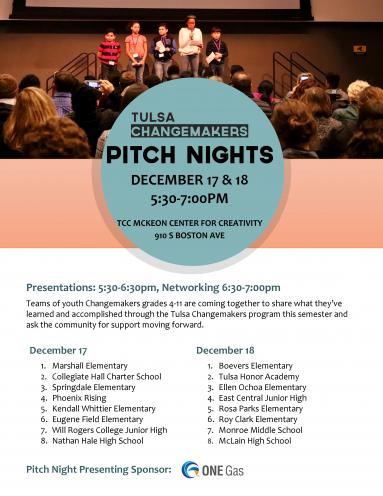 TULSA
CHANGEMAKERS
PITCH NIGHTS
DECEMBER 17 & 18
5:30-7:00PM
TCC MCKEON CENTER FOR CREATIVITY
910 S BOSTON AVE
Presentations: 5:30-6:30pm, Networking 6:30-7:00pm
Teams of youth Changemakers grades 4-11 are coming together to share what they've
learned and accomplished through the Tulsa Changemakers program this semester and
ask the community for support moving forward.
December 17
1. Marshall Elementary
2. Collegiate Hall Charter School
3. Springdale Elementary
4. Phoenix Rising
5. Kendall Whittier Elementary
6. Eugene Field Elementary
7. Will Rogers College Junior High
8. Nathan Hale High School
December 18
1. Boevers Elementary
2. Tulsa Honor Academy
3. Ellen Ochoa Elementary
4. East Central Junior High
5. Rosa Parks Elementary
6. Roy Clark Elementary
7. Monroe Middle School
8. McLain High School
Pitch Night Presenting Sponsor:
ONE Gas